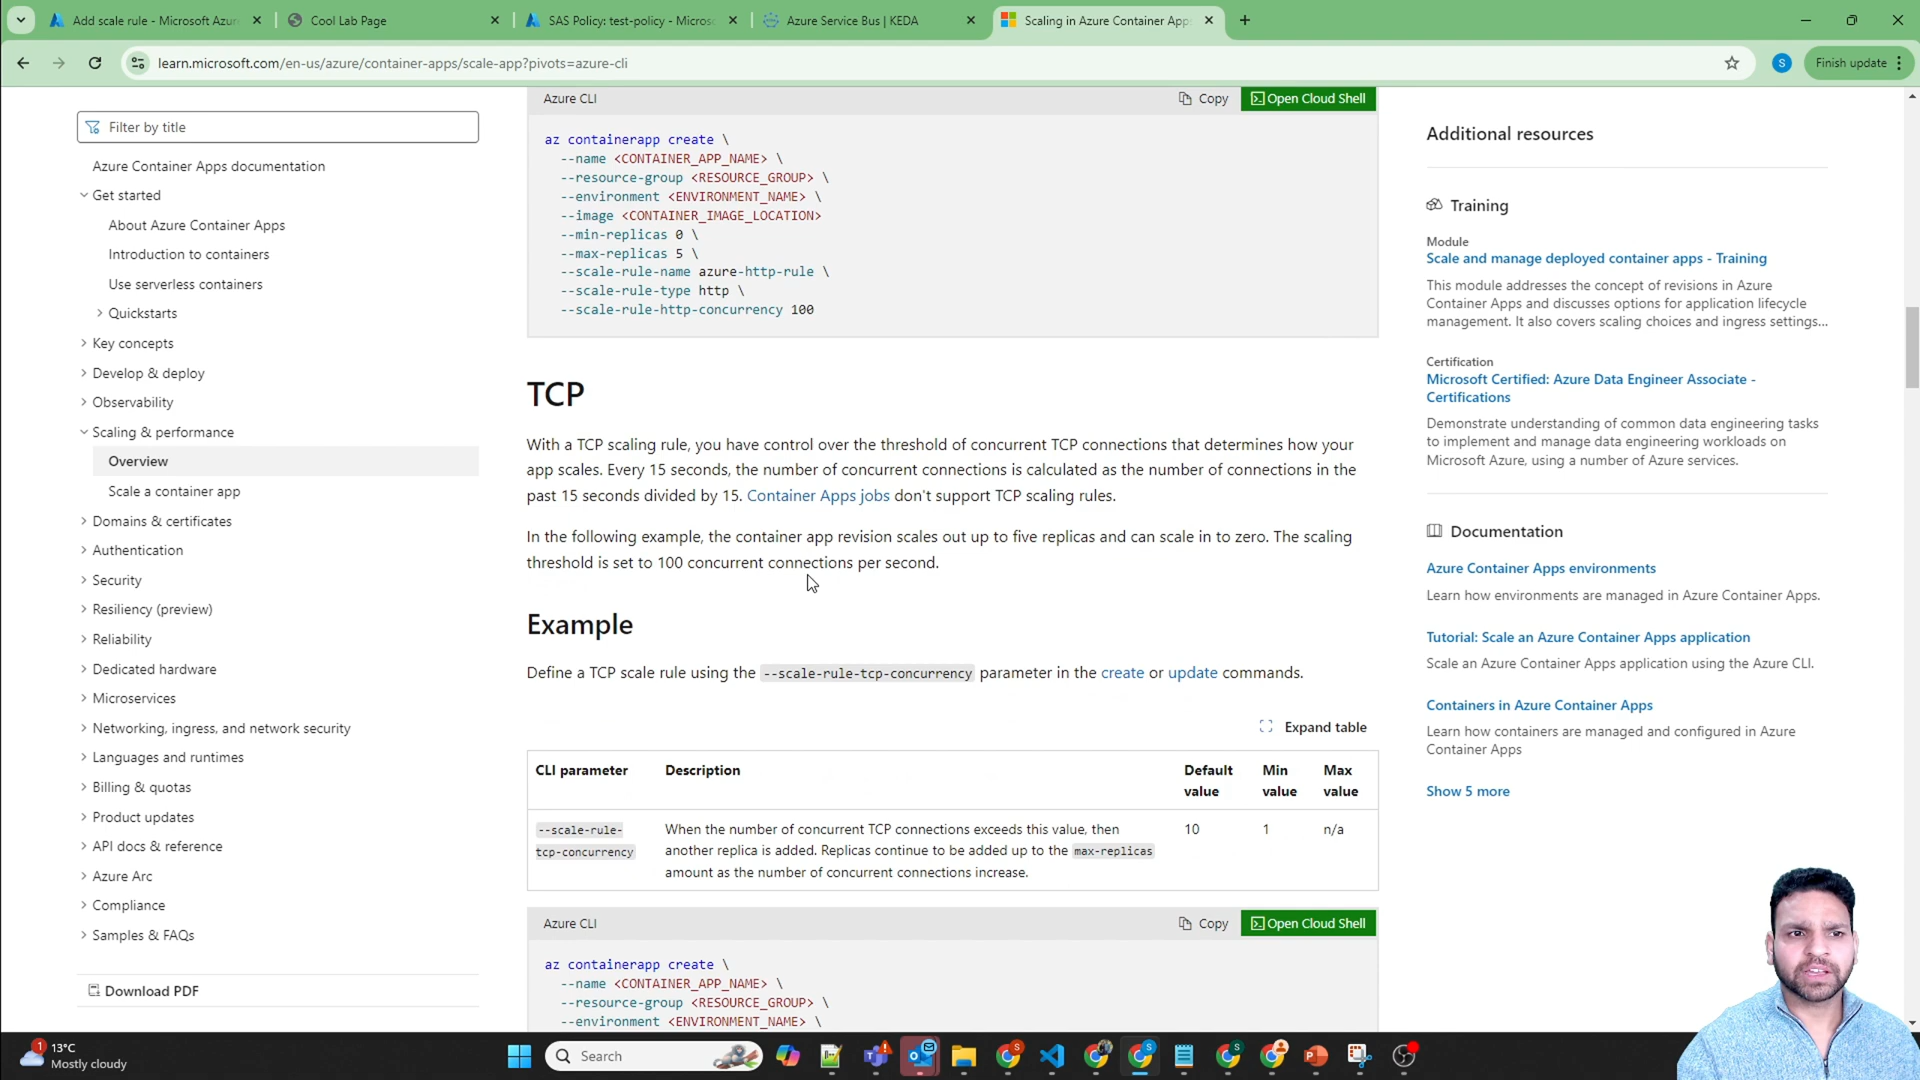 Add scale rule - Microsoft Azur
Cool Lab Page
SAS Policy: test-policy - Micros
Azure Service Bus | KEDA
Scaling in Azure Container Apps
learn.microsoft.com/en-us/azure/container-apps/scale-app?pivots=azure-cli
S
Finish update
Filter by title
Azure Container Apps documentation
Get started
About Azure Container Apps
Introduction to containers
Use serverless containers
Quickstarts
Key concepts
Develop & deploy
Observability
Scaling & performance
Overview
Scale a container app
Domains & certificates
Authentication
Security
Resiliency (preview)
Reliability
Dedicated hardware
Microservices
Networking, ingress, and network security
Languages and runtimes
Billing & quotas
Product updates
API docs & reference
Azure Arc
Compliance
Samples & FAQs
Download PDF
Azure CLI
Copy
Open Cloud Shell
az containerapp create \
--name <CONTAINER_APP_NAME> \
--resource-group <RESOURCE_GROUP> \
--environment <ENVIRONMENT_NAME> \
--image <CONTAINER_IMAGE_LOCATION>
--min-replicas 0 \
--max-replicas 5 \
--scale-rule-name azure-http-rule \
--scale-rule-type http \
--scale-rule-http-concurrency 100
TCP
With a TCP scaling rule, you have control over the threshold of concurrent TCP connections that determines how your
app scales. Every 15 seconds, the number of concurrent connections is calculated as the number of connections in the
past 15 seconds divided by 15. Container Apps jobs don't support TCP scaling rules.
In the following example, the container app revision scales out up to five replicas and can scale in to zero. The scaling
threshold is set to 100 concurrent connections per second.
Example
Define a TCP scale rule using the --scale-rule-tcp-concurrency parameter in the create or update commands.
Expand table
CLI parameter Description Default value Min value Max value
--scale-rule-
tcp-concurrency
When the number of concurrent TCP connections exceeds this value, then
another replica is added. Replicas continue to be added up to the max-replicas
amount as the number of concurrent connections increase.
10 1 n/a
Azure CLI
Copy
Open Cloud Shell
az containerapp create \
--name <CONTAINER_APP_NAME> \
--resource-group <RESOURCE_GROUP> \
--environment <ENVIRONMENT_NAME> \
Additional resources
Training
Module
Scale and manage deployed container apps - Training
This module addresses the concept of revisions in Azure
Container Apps and discusses options for application lifecycle
management. It also covers scaling choices and ingress settings...
Certification
Microsoft Certified: Azure Data Engineer Associate -
Certifications
Demonstrate understanding of common data engineering tasks
to implement and manage data engineering workloads on
Microsoft Azure, using a number of Azure services.
Documentation
Azure Container Apps environments
Learn how environments are managed in Azure Container Apps.
Tutorial: Scale an Azure Container Apps application
Scale an Azure Container Apps application using the Azure CLI.
Containers in Azure Container Apps
Learn how containers are managed and configured in Azure
Container Apps
Show 5 more
1
13°C
Mostly cloudy
Search